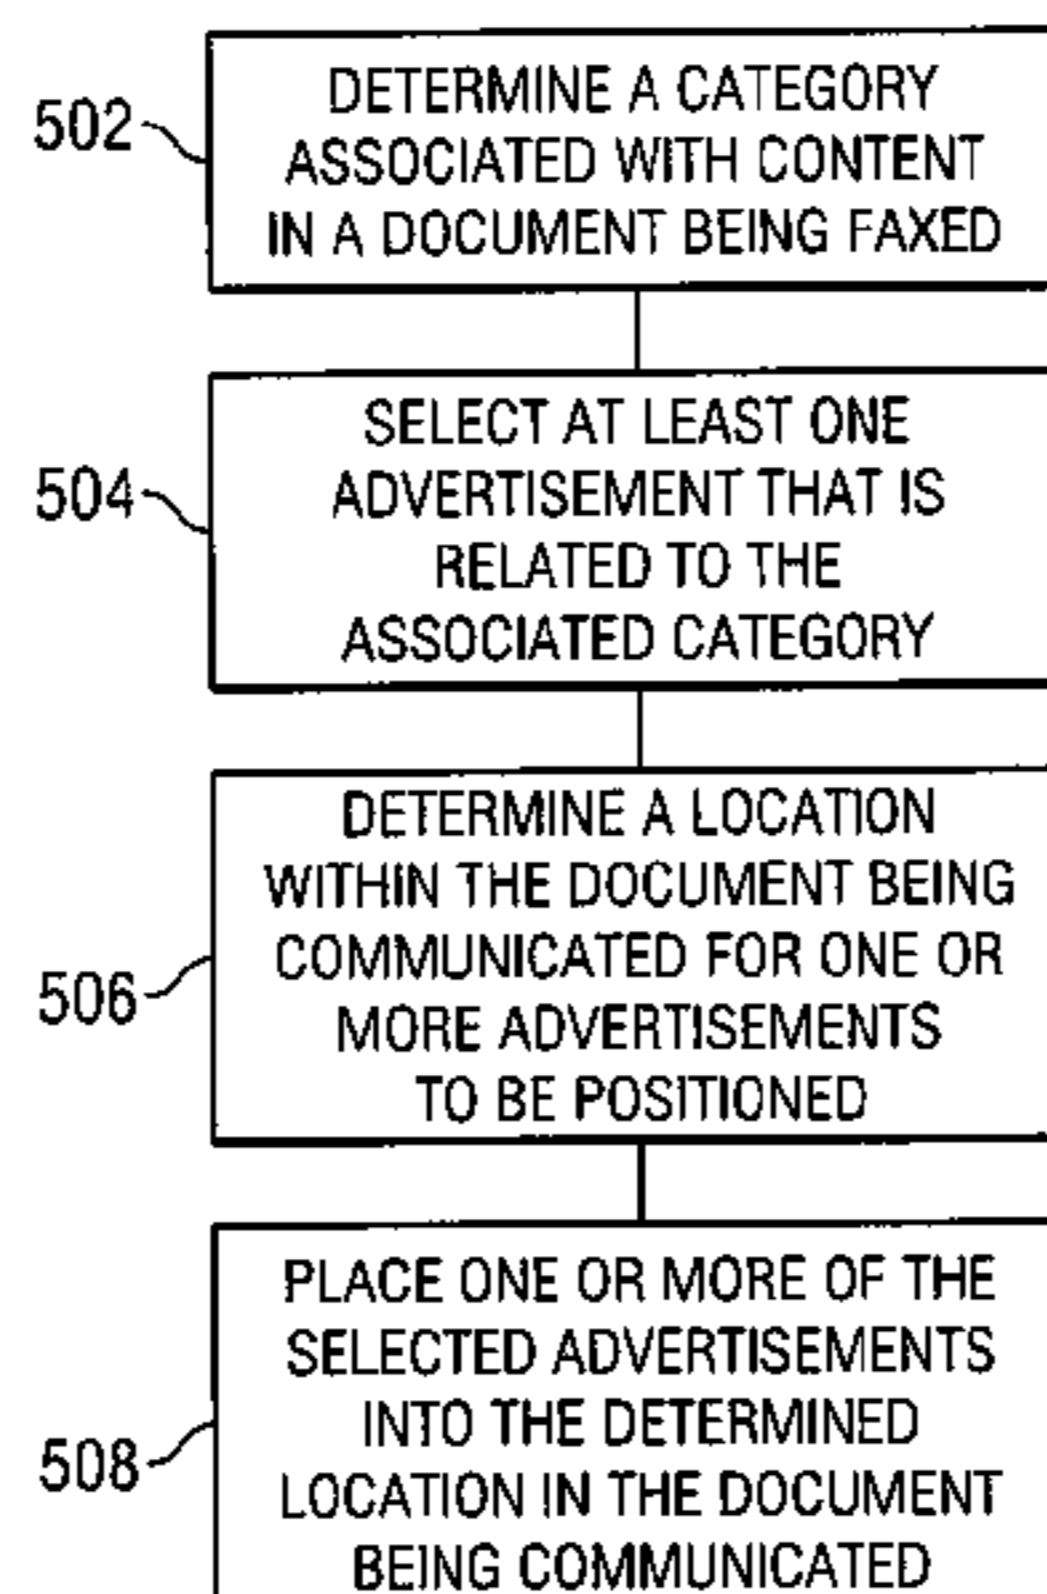 502
DETERMINE A CATEGORY
ASSOCIATED WITH CONTENT
IN A DOCUMENT BEING FAXED
504
SELECT AT LEAST ONE
ADVERTISEMENT THAT IS
RELATED TO THE
ASSOCIATED CATEGORY
506
DETERMINE A LOCATION
WITHIN THE DOCUMENT BEING
COMMUNICATED FOR ONE OR
MORE ADVERTISEMENTS
TO BE POSITIONED
508
PLACE ONE OR MORE OF THE
SELECTED ADVERTISEMENTS
INTO THE DETERMINED
LOCATION IN THE DOCUMENT
BEING COMMUNICATED